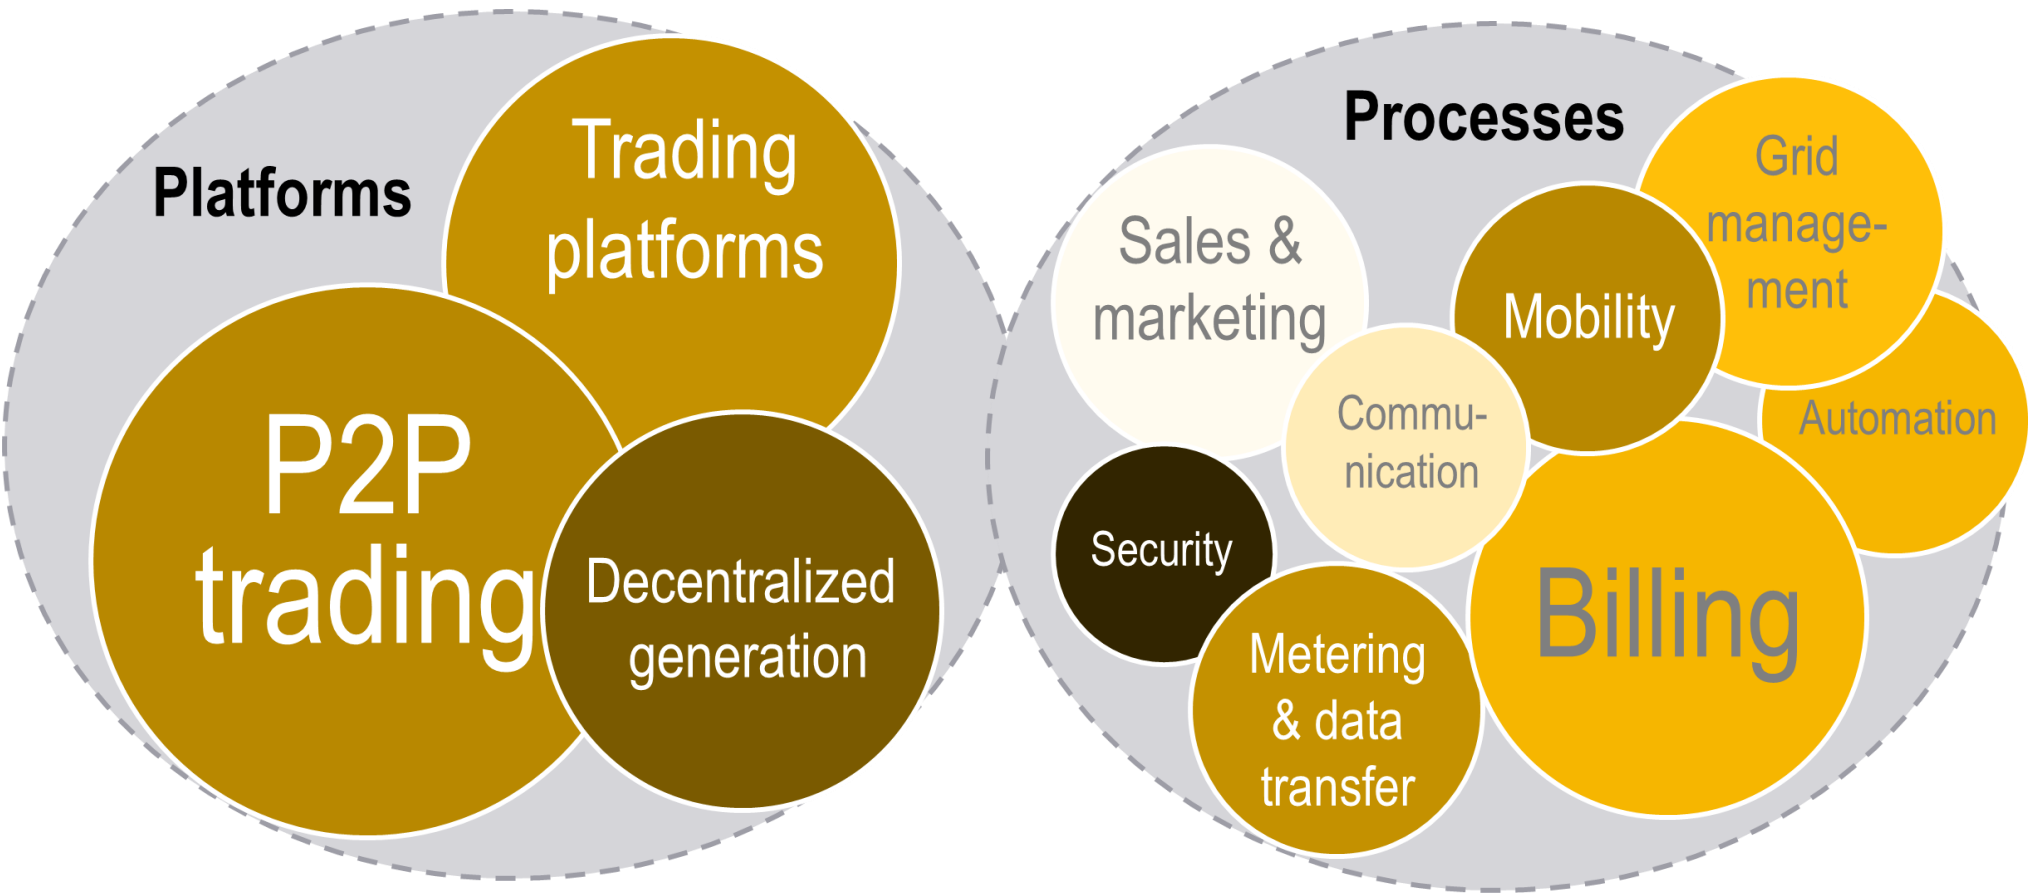 Platforms
Trading
platforms
P2P
trading
Decentralized
generation
Processes
Sales &
marketing
Grid
manage-
ment
Mobility
Commu-
nication
Automation
Security
Billing
Metering
& data
transfer